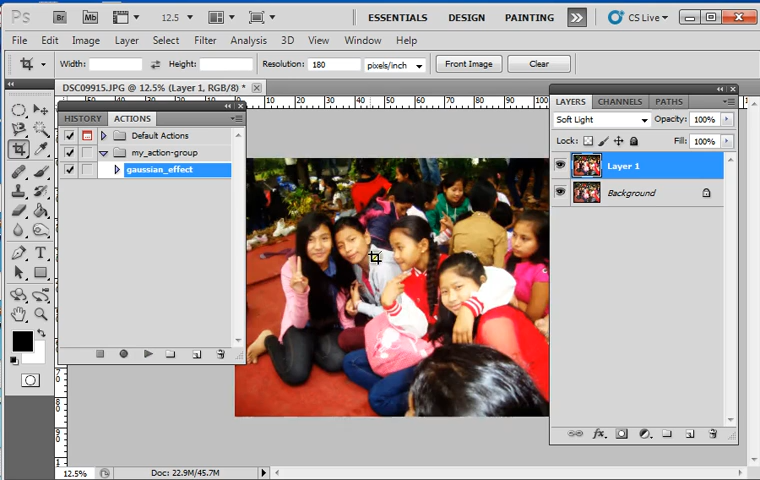 Ps Br Mb 12.5 ESSENTIALS DESIGN PAINTING CS Live
File Edit Image Layer Select Filter Analysis 3D View Window Help
Width: Height: Resolution: 180 pixels/inch Front Image Clear
DSC09915.JPG @ 12.5% (Layer 1, RGB/8) *
HISTORY ACTIONS
Default Actions
my_action-group
gaussian_effect
LAYERS CHANNELS PATHS
Soft Light Opacity: 100%
Lock: Fill: 100%
Layer 1
Background
12.5% Doc: 22.9M/45.7M